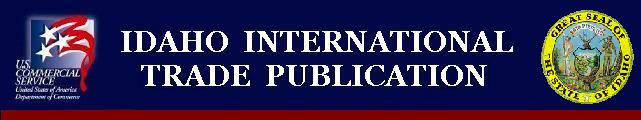 U.S.
COMMERCIAL
SERVICE
United States of America
Department of Commerce
IDAHO INTERNATIONAL
TRADE PUBLICATION
GREAT SEAL OF
THE STATE OF IDAHO